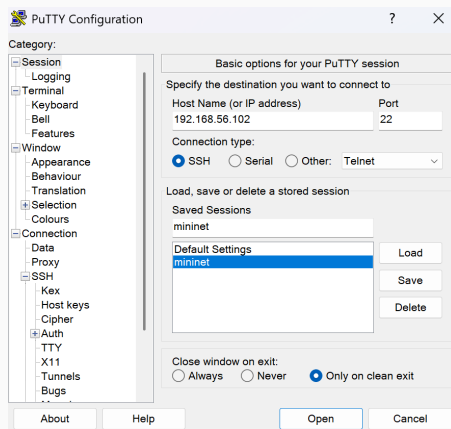 PuTTY Configuration
? X
Category:
Session
Logging
Terminal
Keyboard
Bell
Features
Window
Appearance
Behaviour
Translation
Selection
Colours
Connection
Data
Proxy
SSH
Kex
Host keys
Cipher
Auth
TTY
X11
Tunnels
Bugs
Basic options for your PuTTY session
Specify the destination you want to connect to
Host Name (or IP address) Port
192.168.56.102 22
Connection type:
SSH Serial Other: Telnet
Load, save or delete a stored session
Saved Sessions
mininet
Default Settings
mininet
Load
Save
Delete
Close window on exit:
Always Never Only on clean exit
About Help Open Cancel